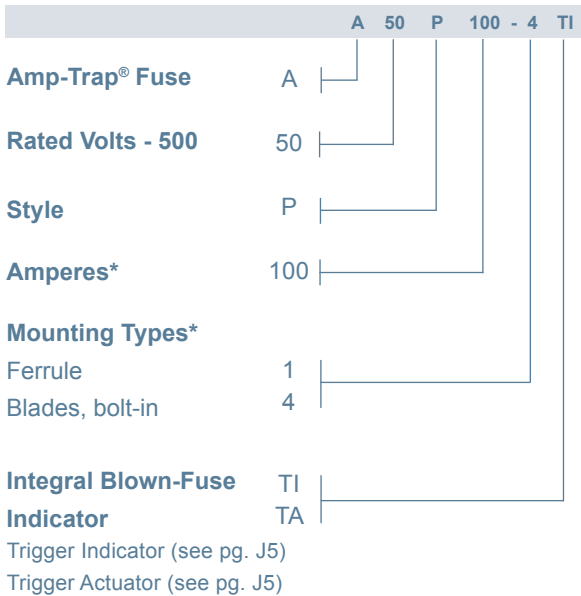 A 50 P 100 - 4 TI
Amp-Trap® Fuse A
Rated Volts - 500 50
Style P
Amperes* 100
Mounting Types*
Ferrule 1
Blades, bolt-in 4
Integral Blown-Fuse TI
Indicator TA
Trigger Indicator (see pg. J5)
Trigger Actuator (see pg. J5)